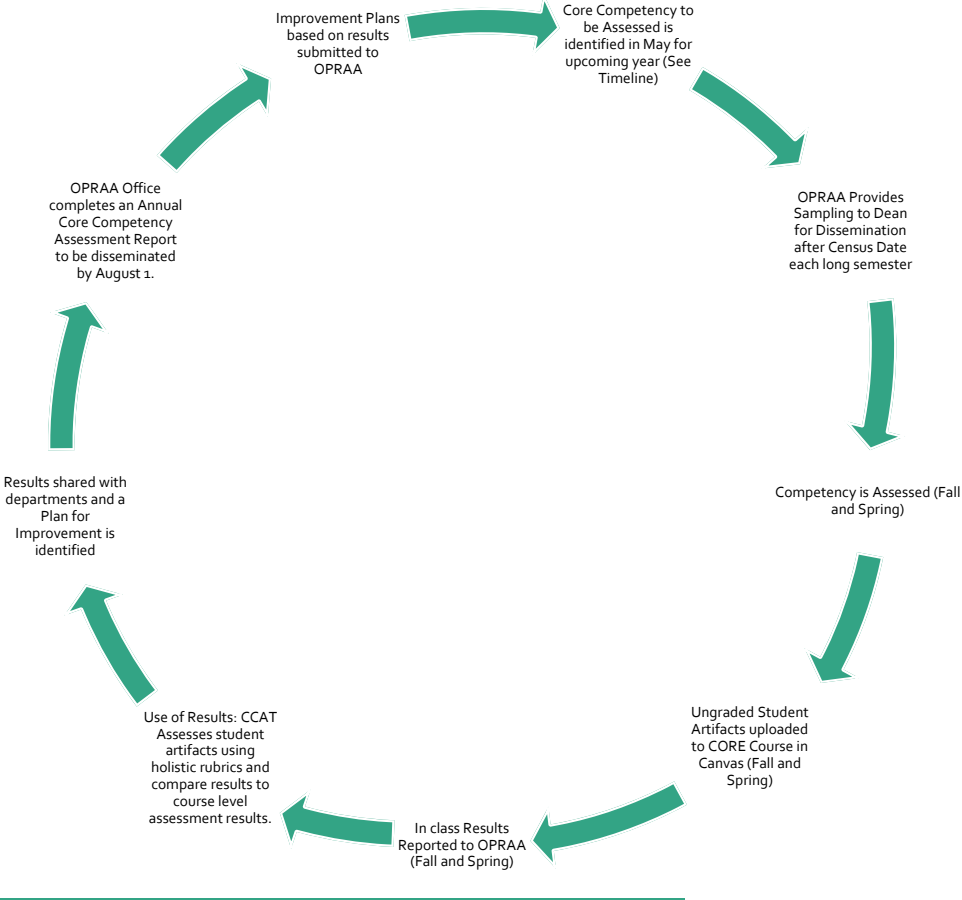 Improvement Plans
based on results
submitted to
OPRAA
Core Competency to
be Assessed is
identified in May for
upcoming year (See
Timeline)
OPRAA Provides
Sampling to Dean
for Dissemination
after Census Date
each long semester
Competency is Assessed (Fall
and Spring)
Ungraded Student
Artifacts uploaded
to CORE Course in
Canvas (Fall and
Spring)
In class Results
Reported to OPRAA
(Fall and Spring)
Use of Results: CCAT
Assesses student
artifacts using
holistic rubrics and
compare results to
course level
assessment results.
Results shared with
departments and a
Plan for
Improvement is
identified
OPRAA Office
completes an Annual
Core Competency
Assessment Report
to be disseminated
by August 1.